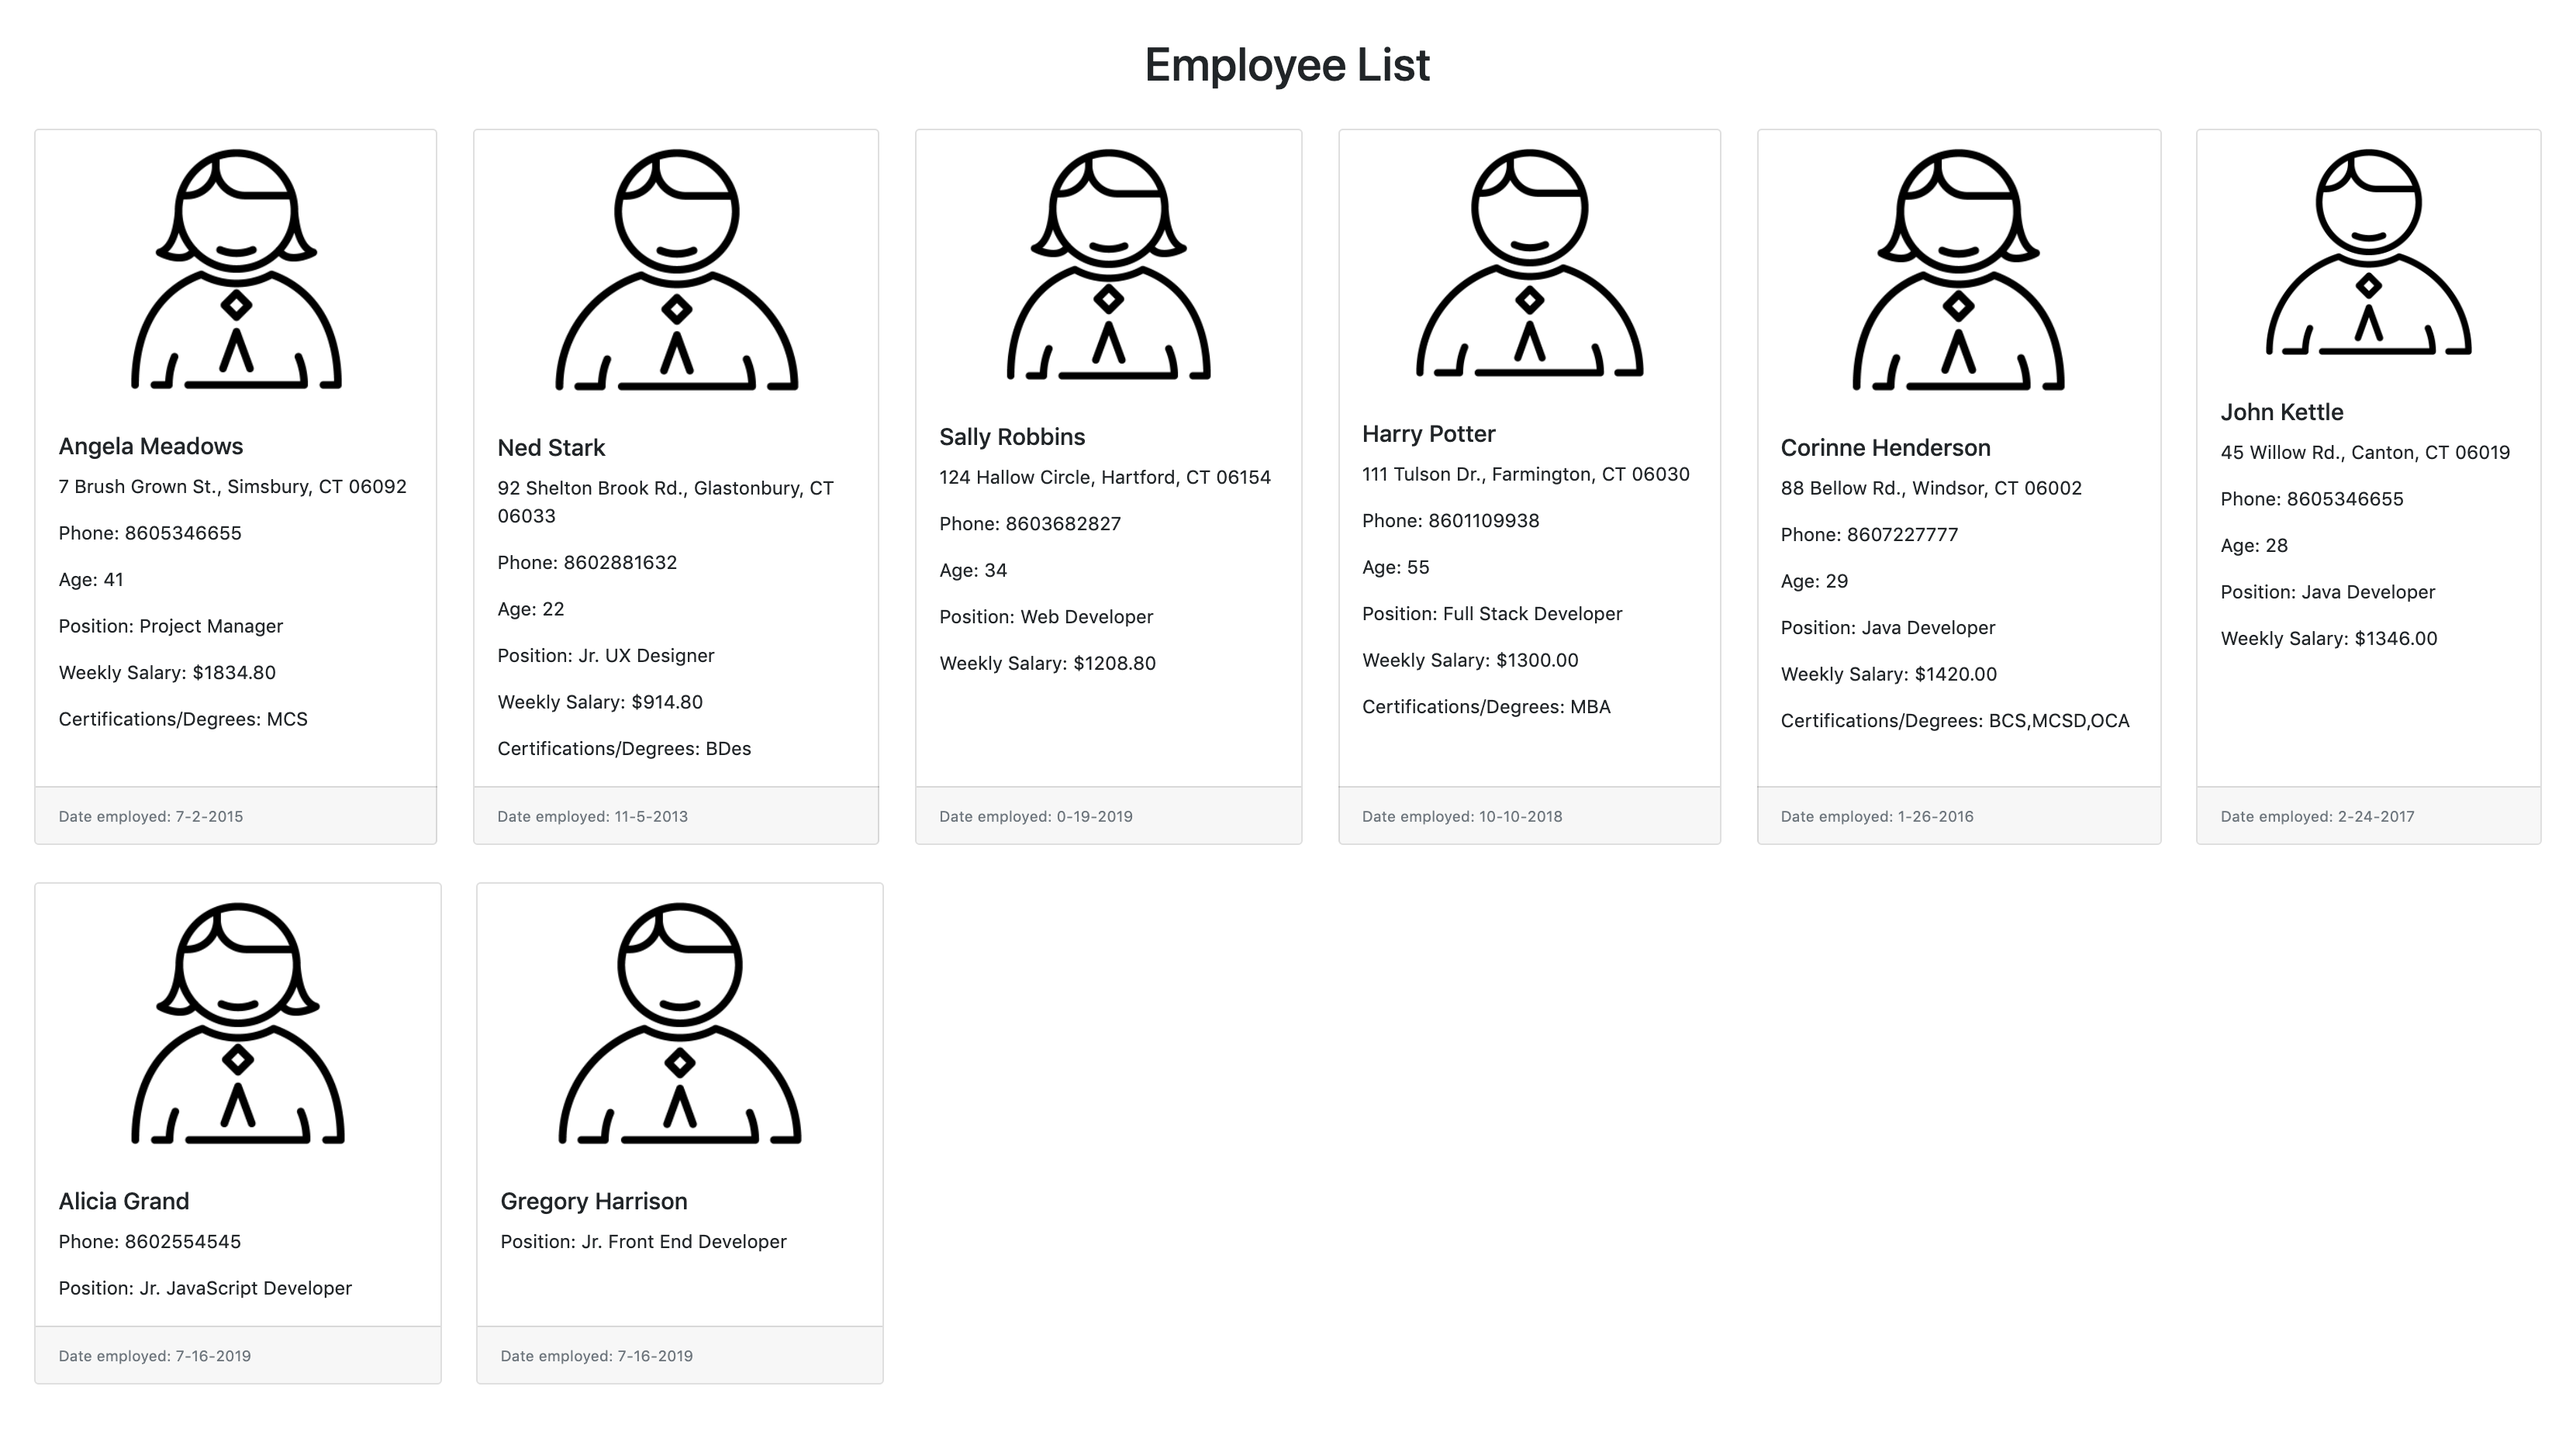 Employee List
Angela Meadows
7 Brush Grown St., Simsbury, CT 06092
Phone: 8605346655
Age: 41
Position: Project Manager
Weekly Salary: $1834.80
Certifications/Degrees: MCS
Date employed: 7-2-2015
Ned Stark
92 Shelton Brook Rd., Glastonbury, CT
06033
Phone: 8602881632
Age: 22
Position: Jr. UX Designer
Weekly Salary: $914.80
Certifications/Degrees: BDes
Date employed: 11-5-2013
Sally Robbins
124 Hallow Circle, Hartford, CT 06154
Phone: 8603682827
Age: 34
Position: Web Developer
Weekly Salary: $1208.80
Date employed: 0-19-2019
Harry Potter
111 Tulson Dr., Farmington, CT 06030
Phone: 8601109938
Age: 55
Position: Full Stack Developer
Weekly Salary: $1300.00
Certifications/Degrees: MBA
Date employed: 10-10-2018
Corinne Henderson
88 Bellow Rd., Windsor, CT 06002
Phone: 8607227777
Age: 29
Position: Java Developer
Weekly Salary: $1420.00
Certifications/Degrees: BCS,MCSD,OCA
Date employed: 1-26-2016
John Kettle
45 Willow Rd., Canton, CT 06019
Phone: 8605346655
Age: 28
Position: Java Developer
Weekly Salary: $1346.00
Date employed: 2-24-2017
Alicia Grand
Phone: 8602554545
Position: Jr. JavaScript Developer
Date employed: 7-16-2019
Gregory Harrison
Position: Jr. Front End Developer
Date employed: 7-16-2019